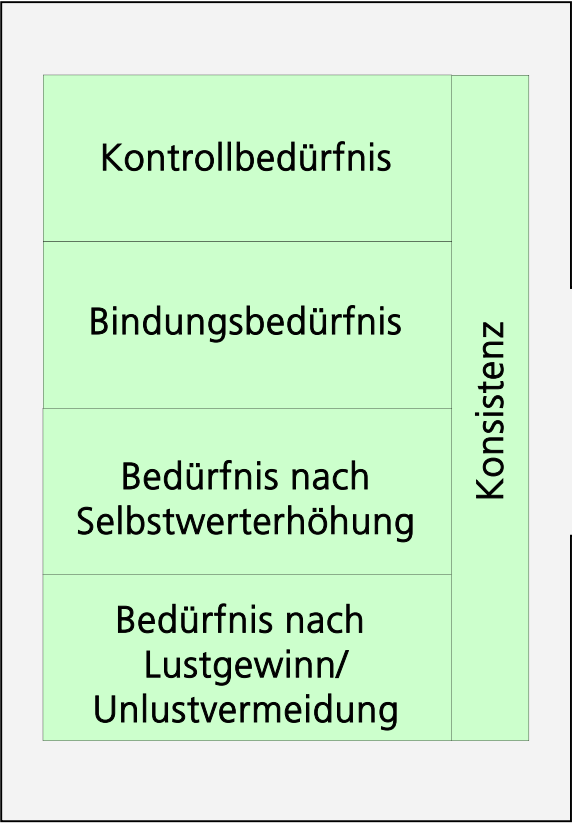 Kontrollbedürfnis
Bindungsbedürfnis
Bedürfnis nach
Selbstwerterhöhung
Bedürfnis nach
Lustgewinn/
Unlustvermeidung
Konsistenz